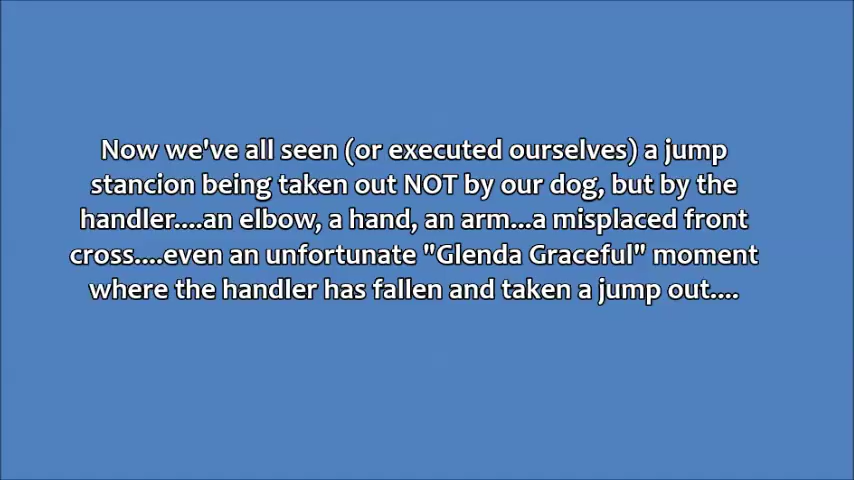 Now we've all seen (or executed ourselves) a jump
stancion being taken out NOT by our dog, but by the
handler....an elbow, a hand, an arm...a misplaced front
cross....even an unfortunate "Glenda Graceful" moment
where the handler has fallen and taken a jump out....